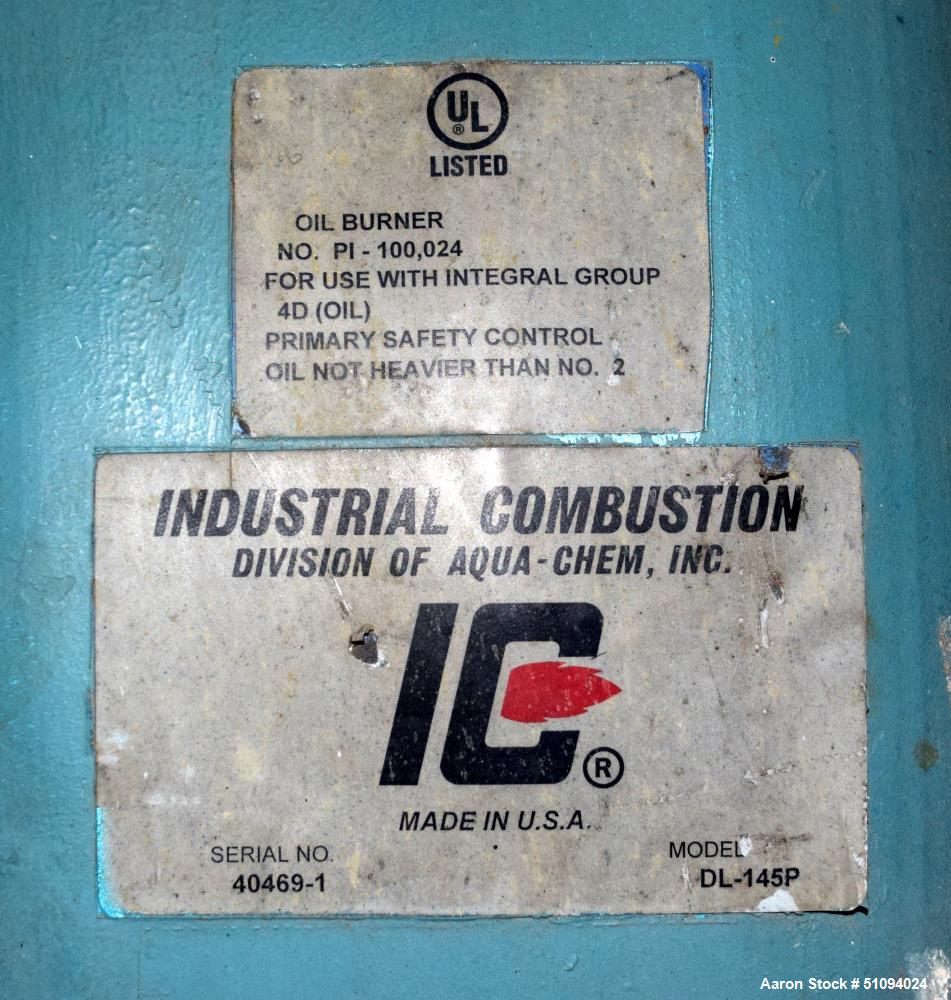 UL
®
LISTED
OIL BURNER
NO. PI - 100,024
FOR USE WITH INTEGRAL GROUP
4D (OIL)
PRIMARY SAFETY CONTROL
OIL NOT HEAVIER THAN NO. 2
INDUSTRIAL COMBUSTION
DIVISION OF AQUA-CHEM, INC.
IC
®
MADE IN U.S.A.
SERIAL NO. MODEL
40469-1 DL-145P
Aaron Stock # 51094024